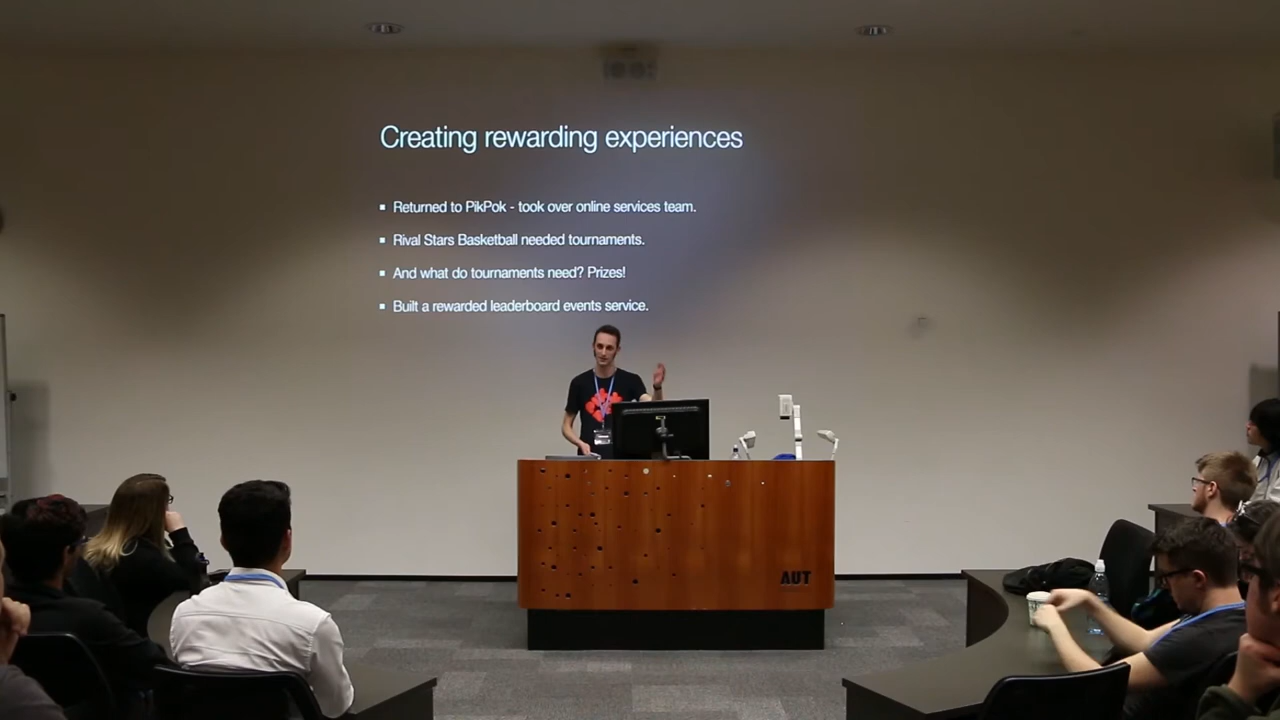 Creating rewarding experiences
▪ Returned to PikPok - took over online services team.
▪ Rival Stars Basketball needed tournaments.
▪ And what do tournaments need? Prizes!
▪ Built a rewarded leaderboard events service.
AUT